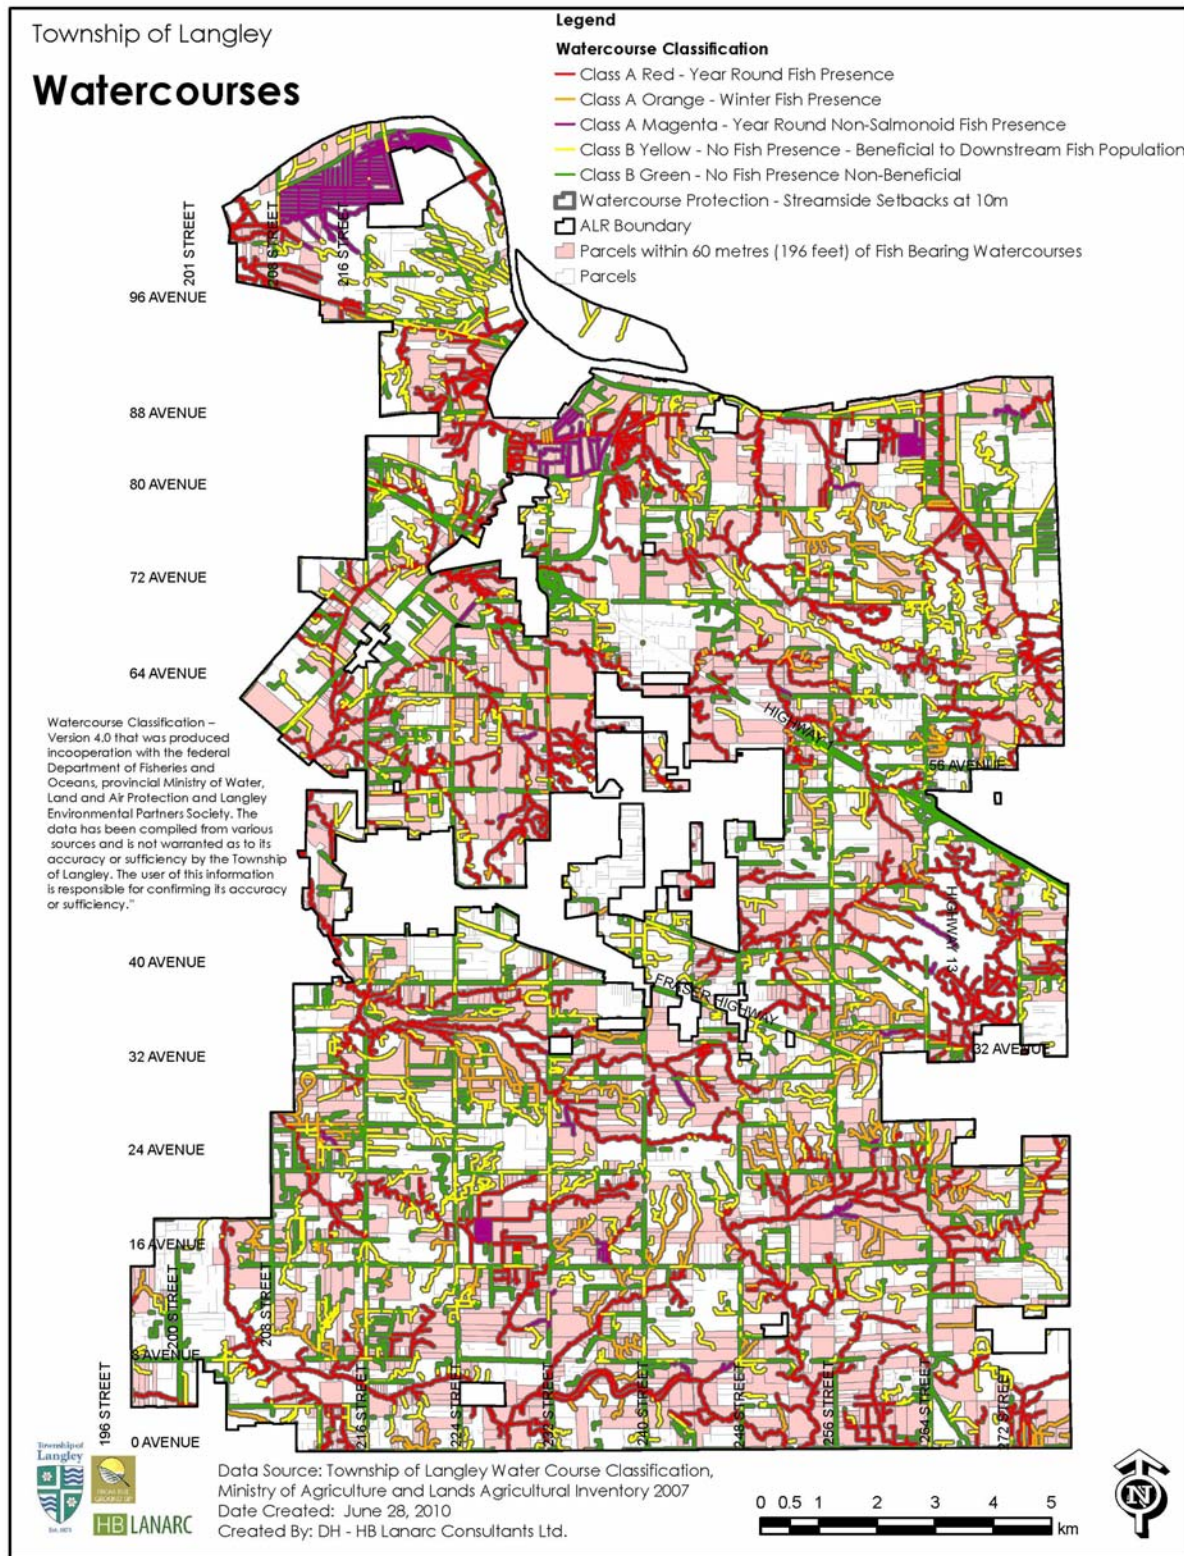 Township of Langley
Watercourses
Legend
Watercourse Classification
Class A Red - Year Round Fish Presence
Class A Orange - Winter Fish Presence
Class A Magenta - Year Round Non-Salmonoid Fish Presence
Class B Yellow - No Fish Presence - Beneficial to Downstream Fish Population
Class B Green - No Fish Presence Non-Beneficial
Watercourse Protection - Streamside Setbacks at 10m
ALR Boundary
Parcels within 60 metres (196 feet) of Fish Bearing Watercourses
Parcels
201 STREET
208 STREET
216 STREET
96 AVENUE
88 AVENUE
80 AVENUE
72 AVENUE
64 AVENUE
HIGHWAY 1
56 AVENUE
Watercourse Classification –
Version 4.0 that was produced
incooperation with the federal
Department of Fisheries and
Oceans, provincial Ministry of Water,
Land and Air Protection and Langley
Environmental Partners Society. The
data has been compiled from various
sources and is not warranted as to its
accuracy or sufficiency by the Township
of Langley. The user of this information
is responsible for confirming its accuracy
or sufficiency."
HIGHWAY 13
40 AVENUE
FRASER HIGHWAY
32 AVENUE
32 AVENUE
24 AVENUE
16 AVENUE
200 STREET
208 STREET
8 AVENUE
196 STREET
216 STREET
224 STREET
232 STREET
240 STREET
248 STREET
256 STREET
264 STREET
272 STREET
0 AVENUE
Township of
Langley
Est. 1873
FROM THE
GROUND UP
HB LANARC
Data Source: Township of Langley Water Course Classification,
Ministry of Agriculture and Lands Agricultural Inventory 2007
Date Created: June 28, 2010
Created By: DH - HB Lanarc Consultants Ltd.
0 0.5 1 2 3 4 5
km
N